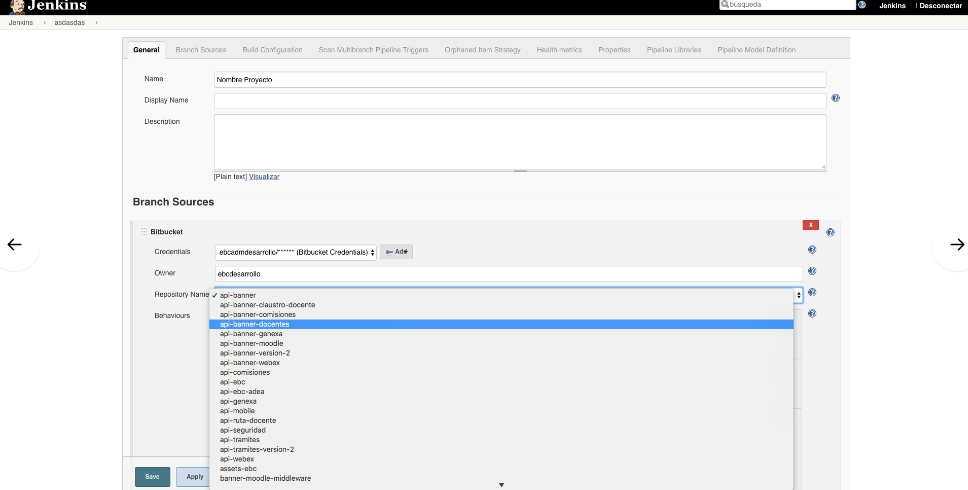 Jenkins
búsqueda
Jenkins | Desconectar
Jenkins › asdasdas ›
General Branch Sources Build Configuration Scan Multibranch Pipeline Triggers Orphaned Item Strategy Health metrics Properties Pipeline Libraries Pipeline Model Definition
Name Nombre Proyecto
Display Name
Description
[Plain text] Visualizar
Branch Sources
Bitbucket
X
Credentials ebcadmdesarrollo/****** (Bitbucket Credentials) Add
Owner ebcdesarrollo
Repository Name ✓ api-banner
api-banner-claustro-docente
Behaviours api-banner-comisiones
api-banner-docentes
api-banner-genexa
api-banner-moodle
api-banner-version-2
api-banner-webex
api-comisiones
api-ebc
api-ebc-adea
api-genexa
api-mobile
api-ruta-docente
api-seguridad
api-tramites
api-tramites-version-2
api-webex
assets-ebc
banner-moodle-middleware
Save Apply